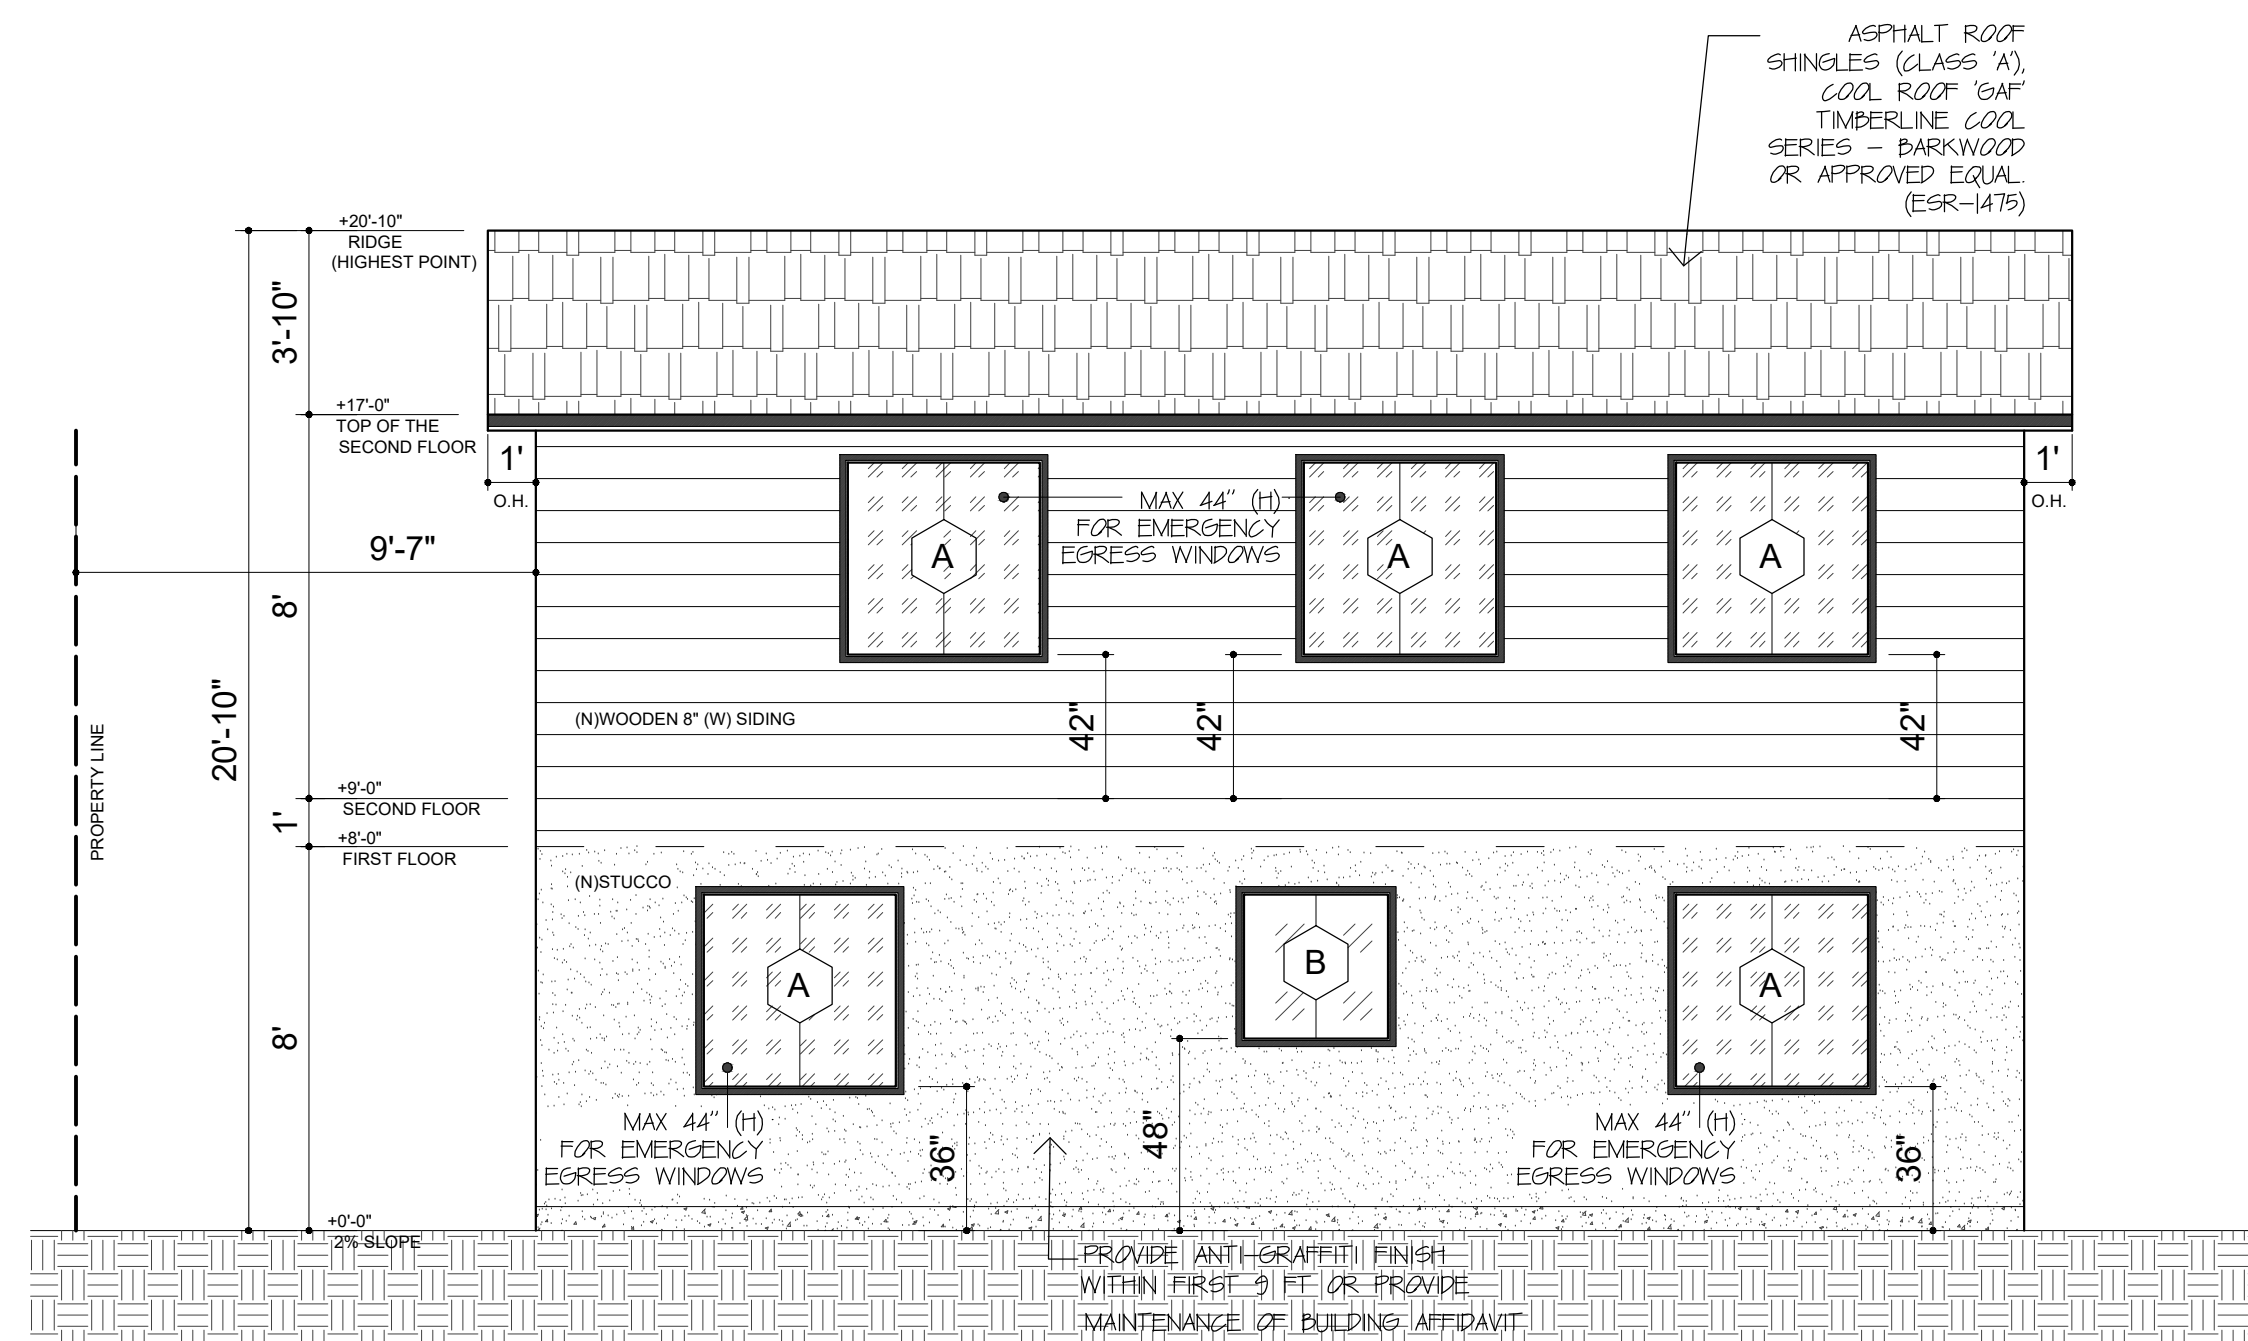 ASPHALT ROOF
SHINGLES (CLASS 'A'),
COOL ROOF 'GAF'
TIMBERLINE COOL
SERIES - BARKWOOD
OR APPROVED EQUAL.
(ESR-1475)
+20'-10"
RIDGE
(HIGHEST POINT)
3'-10"
+17'-0"
TOP OF THE
SECOND FLOOR
1'
O.H.
1'
O.H.
MAX 44" (H)
FOR EMERGENCY
EGRESS WINDOWS
A
A
A
9'-7"
8'
20'-10"
PROPERTY LINE
(N)WOODEN 8" (W) SIDING
42"
42"
42"
+9'-0"
SECOND FLOOR
1'
+8'-0"
FIRST FLOOR
(N)STUCCO
A
B
A
8'
MAX 44" (H)
FOR EMERGENCY
EGRESS WINDOWS
36"
48"
MAX 44" (H)
FOR EMERGENCY
EGRESS WINDOWS
36"
+0'-0"
2% SLOPE
PROVIDE ANTI-GRAFFITI FINISH
WITHIN FIRST 9 FT OR PROVIDE
MAINTENANCE OF BUILDING AFFIDAVIT